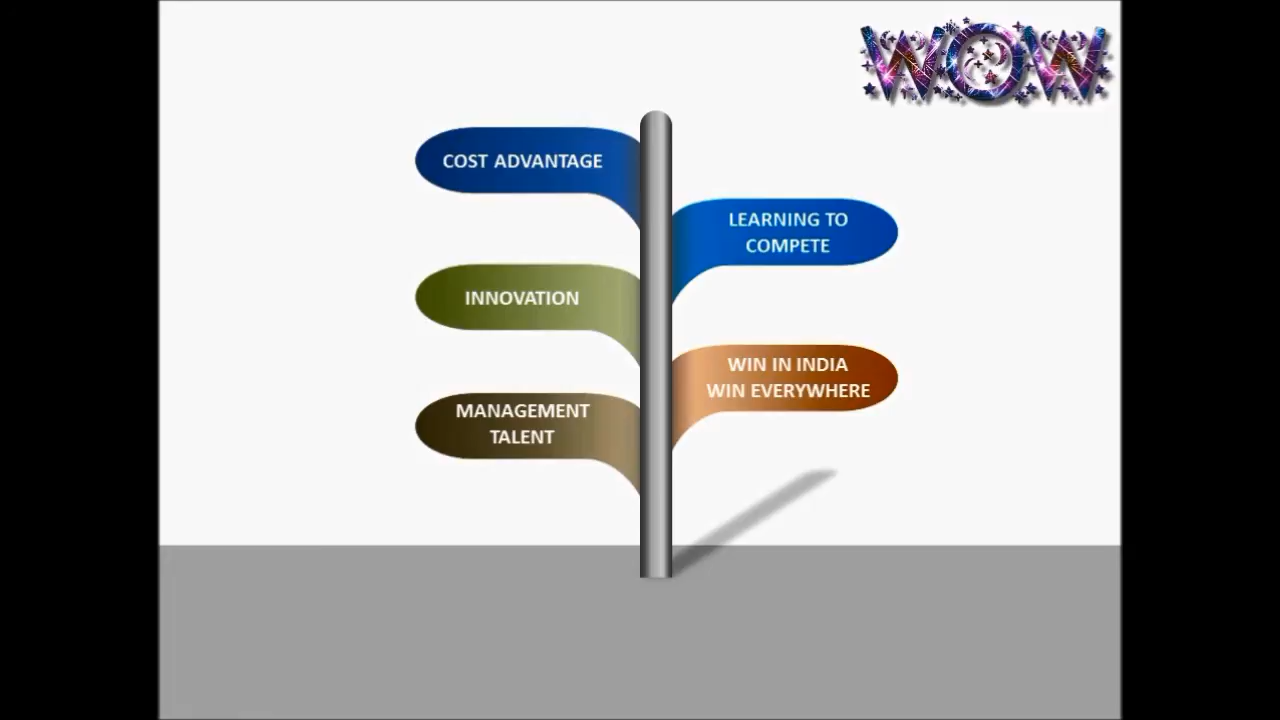 WOW
COST ADVANTAGE
LEARNING TO
COMPETE
INNOVATION
WIN IN INDIA
WIN EVERYWHERE
MANAGEMENT
TALENT